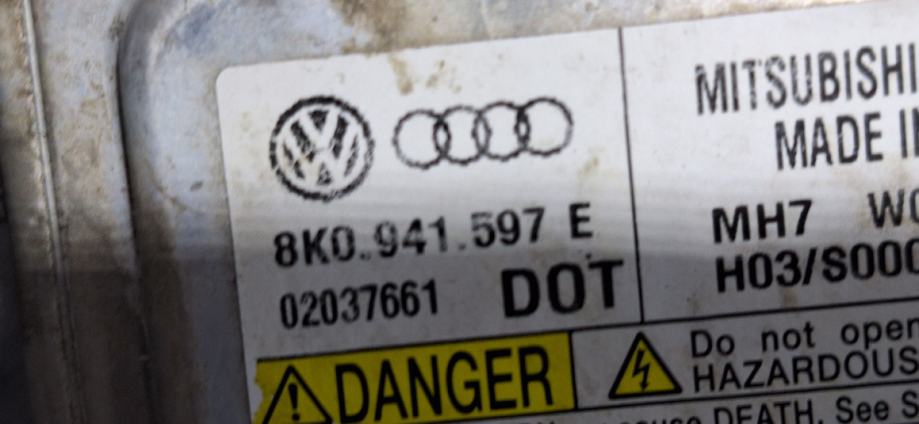 MITSUBISHI
MADE
8K0.941.597 E
MH7
02037661 DOT
H03/S000
DANGER
Do not open
HAZARDOUS
DEATH. See